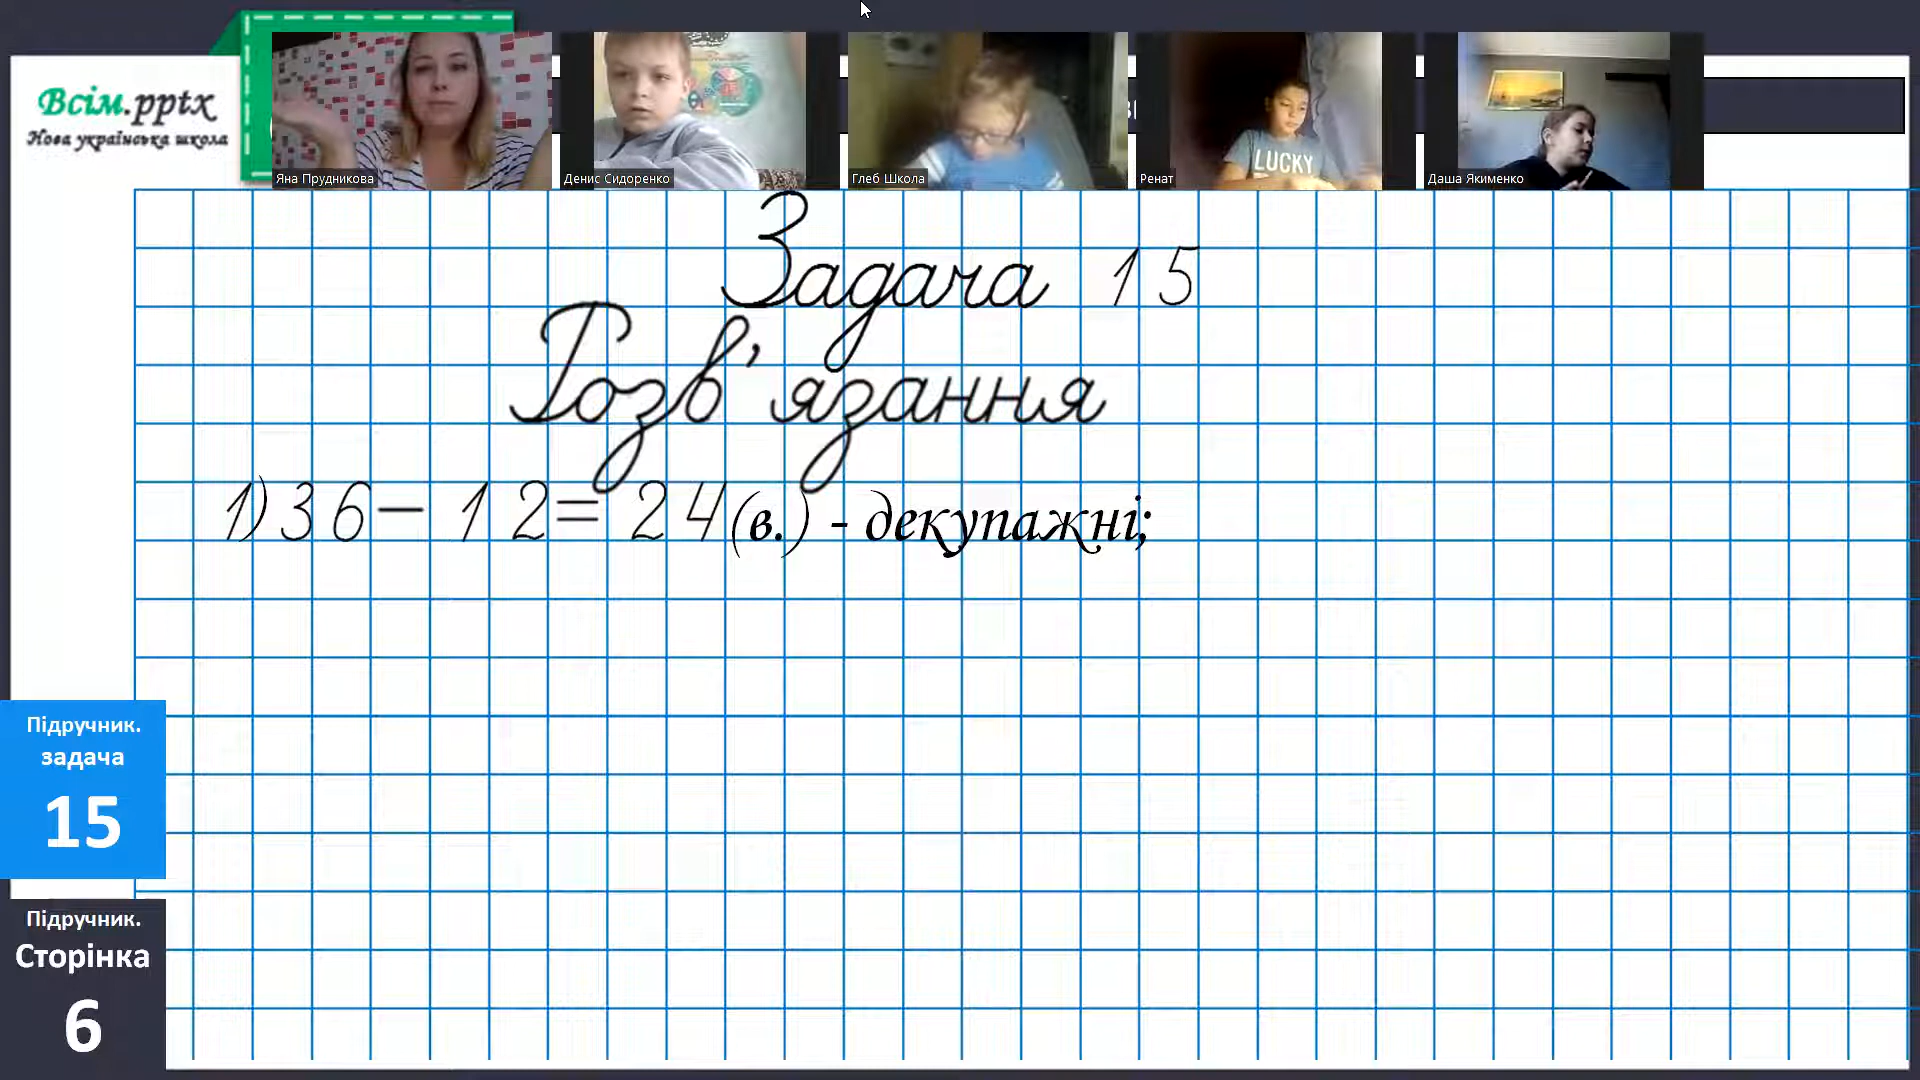 Всім.pptx
Нова українська школа
Яна Прудникова
Денис Сидоренко
Глеб Школа
Ренат
Даша Якименко
LUCKY
Задача 15
Розв'язання
1) 36 - 12 = 24 (в.) - декупажні;
Підручник.
задача
15
Підручник.
Сторінка
6